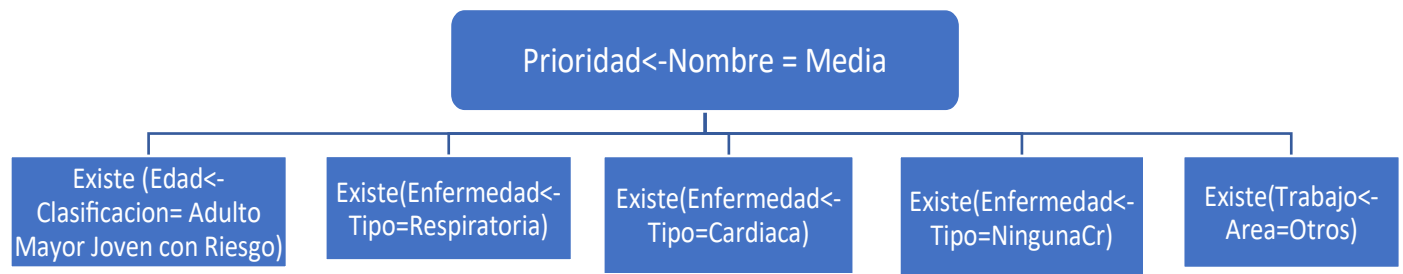 Prioridad<-Nombre = Media
Existe (Edad<-
Clasificacion= Adulto
Mayor Joven con Riesgo)
Existe(Enfermedad<-
Tipo=Respiratoria)
Existe(Enfermedad<-
Tipo=Cardiaca)
Existe(Enfermedad<-
Tipo=NingunaCr)
Existe(Trabajo<-
Area=Otros)